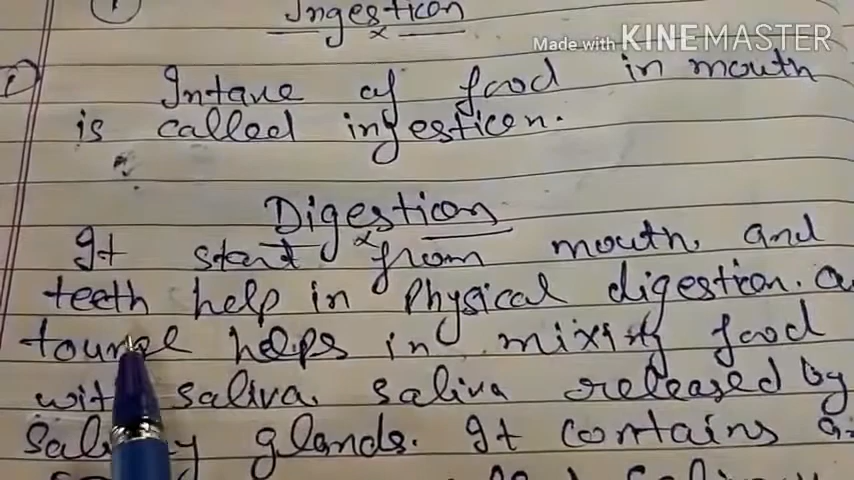 Ingestion
Made with KINEMASTER
Intake of food in mouth
is called ingestion.
Digestion
It start from mouth, and
teeth help in Physical digestion.
helps in mixing food
with saliva. saliva released by
glands. It contains